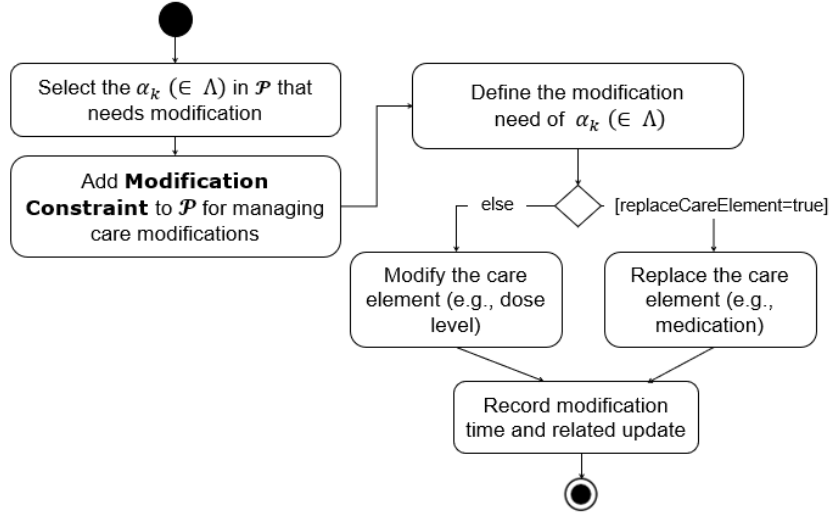 Select the αₖ (∈ Λ) in 𝓟 that
needs modification
Add Modification
Constraint to 𝓟 for managing
care modifications
Define the modification
need of αₖ (∈ Λ)
else
[replaceCareElement=true]
Modify the care
element (e.g., dose
level)
Replace the care
element (e.g.,
medication)
Record modification
time and related update